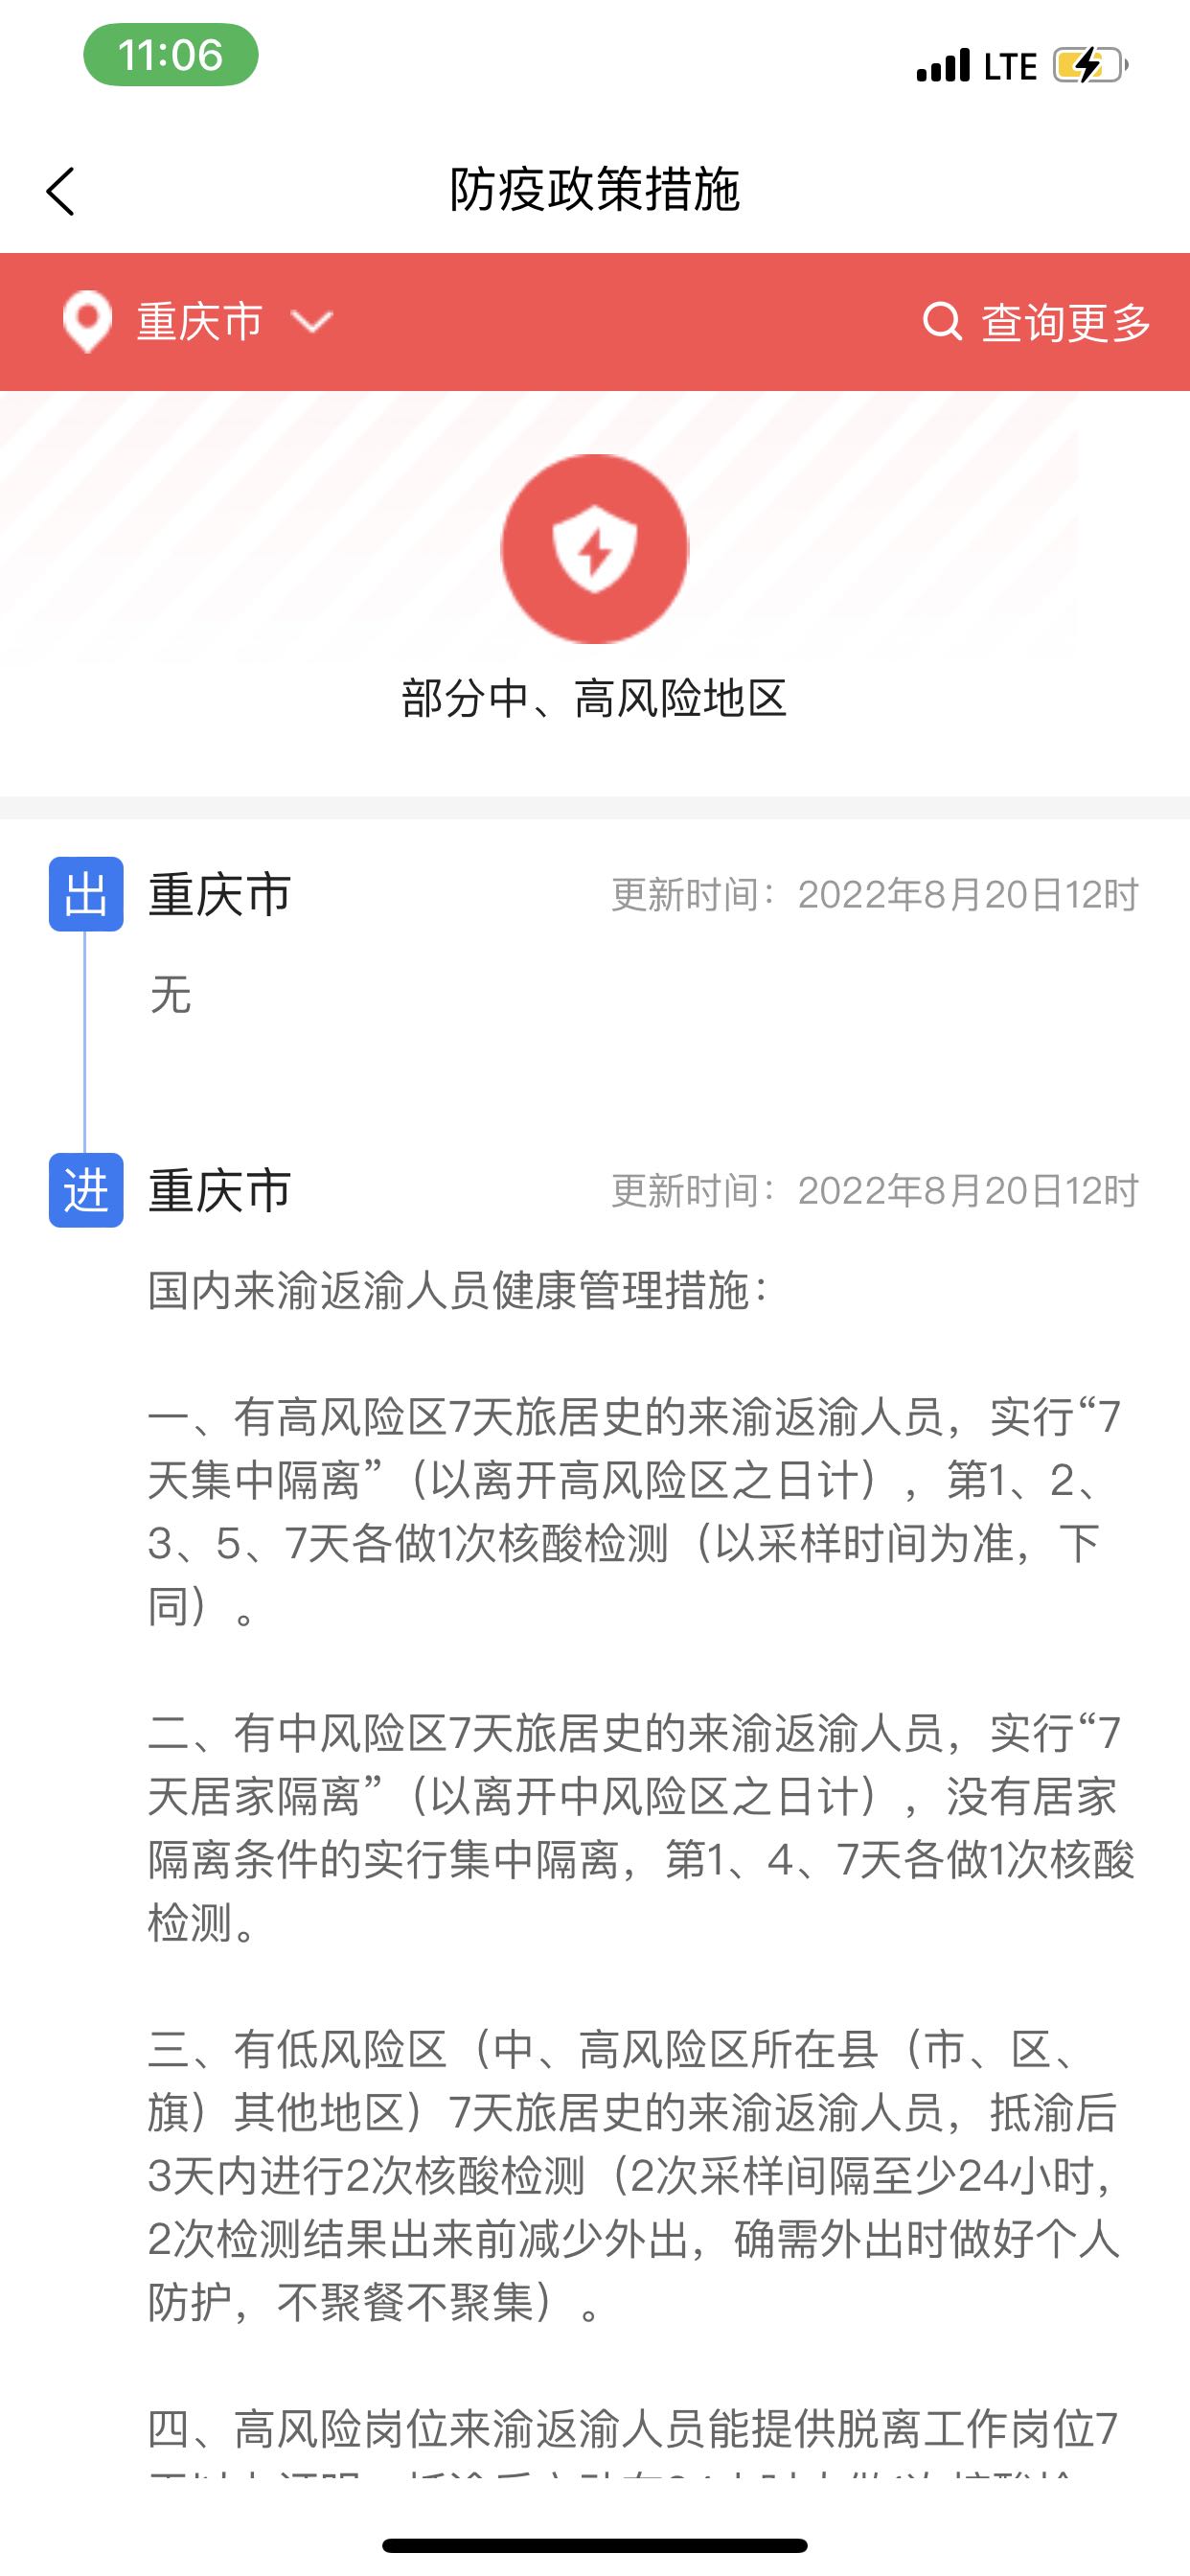 11:06
LTE
防疫政策措施
重庆市
查询更多
部分中、高风险地区
出 重庆市 更新时间：2022年8月20日12时
无
进 重庆市 更新时间：2022年8月20日12时
国内来渝返渝人员健康管理措施：
一、有高风险区7天旅居史的来渝返渝人员，实行“7
天集中隔离”（以离开高风险区之日计），第1、2、
3、5、7天各做1次核酸检测（以采样时间为准，下
同）。
二、有中风险区7天旅居史的来渝返渝人员，实行“7
天居家隔离”（以离开中风险区之日计），没有居家
隔离条件的实行集中隔离，第1、4、7天各做1次核酸
检测。
三、有低风险区（中、高风险区所在县（市、区、
旗）其他地区）7天旅居史的来渝返渝人员，抵渝后
3天内进行2次核酸检测（2次采样间隔至少24小时，
2次检测结果出来前减少外出，确需外出时做好个人
防护，不聚餐不聚集）。
四、高风险岗位来渝返渝人员能提供脱离工作岗位7